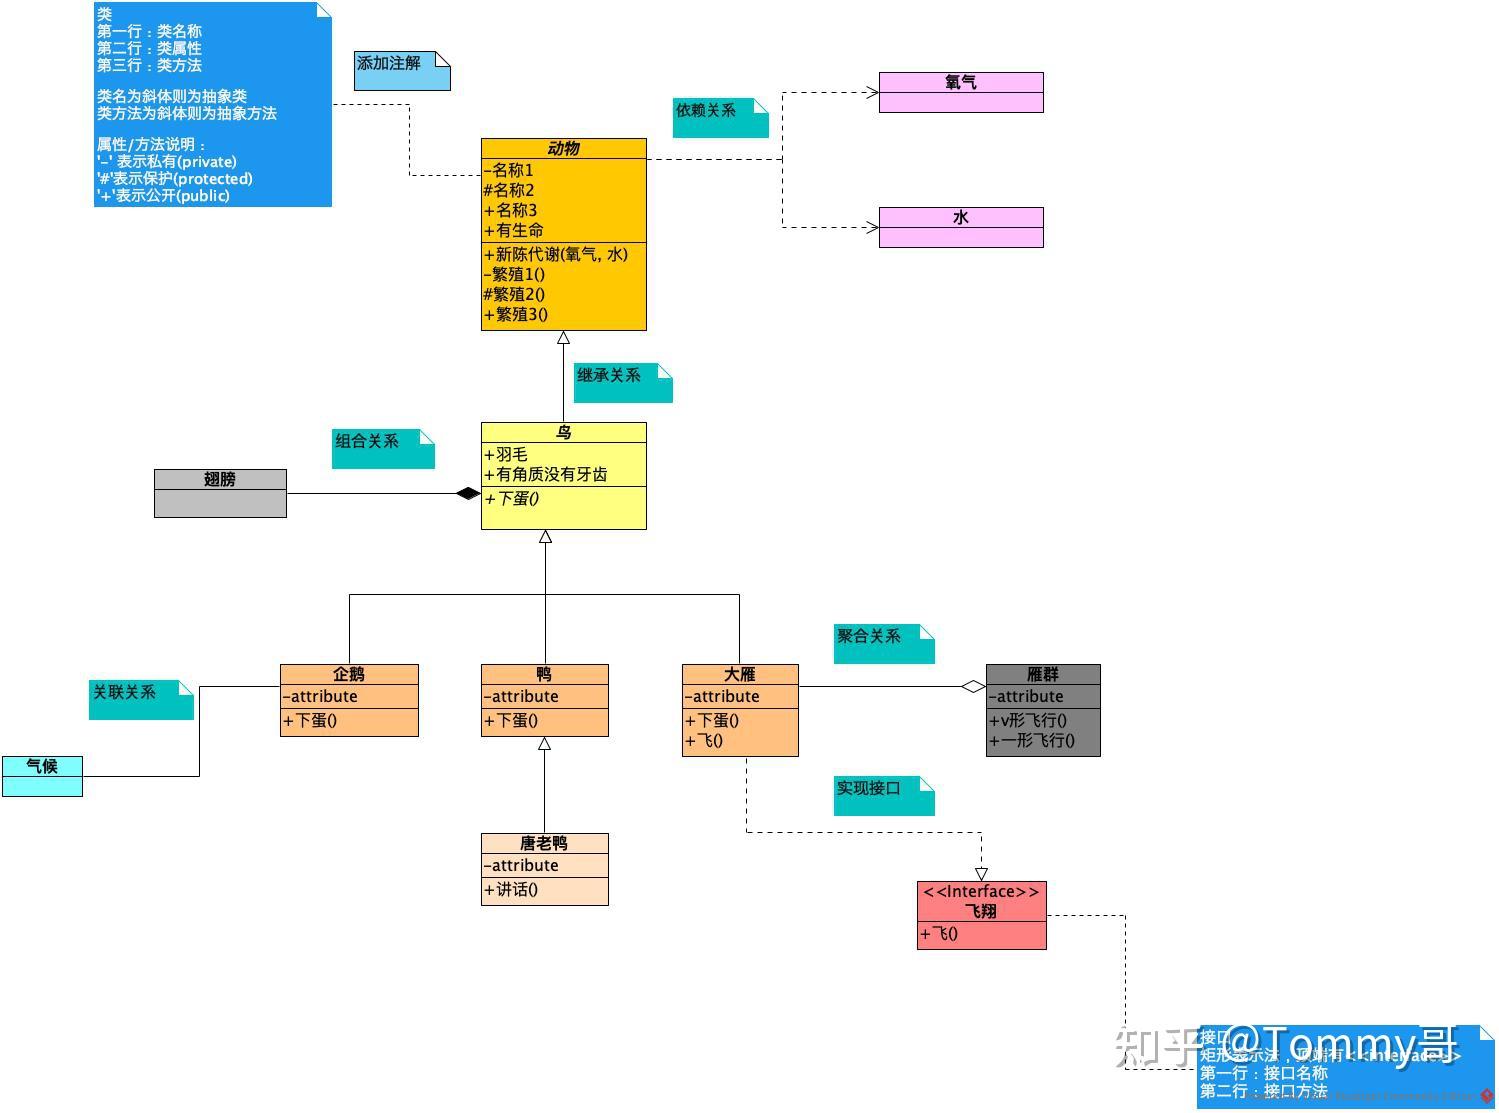 类
第一行：类名称
第二行：类属性
第三行：类方法
类名为斜体则为抽象类
类方法为斜体则为抽象方法
属性/方法说明：
'-' 表示私有(private)
'#'表示保护(protected)
'+'表示公开(public)
添加注解
依赖关系
氧气
水
动物
-名称1
#名称2
+名称3
+有生命
+新陈代谢(氧气, 水)
-繁殖1()
#繁殖2()
+繁殖3()
继承关系
组合关系
翅膀
鸟
+羽毛
+有角质没有牙齿
+下蛋()
关联关系
气候
企鹅
-attribute
+下蛋()
鸭
-attribute
+下蛋()
大雁
-attribute
+下蛋()
+飞()
聚合关系
雁群
-attribute
+v形飞行()
+一形飞行()
实现接口
唐老鸭
-attribute
+讲话()
<<Interface>>
飞翔
+飞()
接口
矩形表示法，顶端有<<interface>>
第一行：接口名称
第二行：接口方法
知乎 @Tommy哥